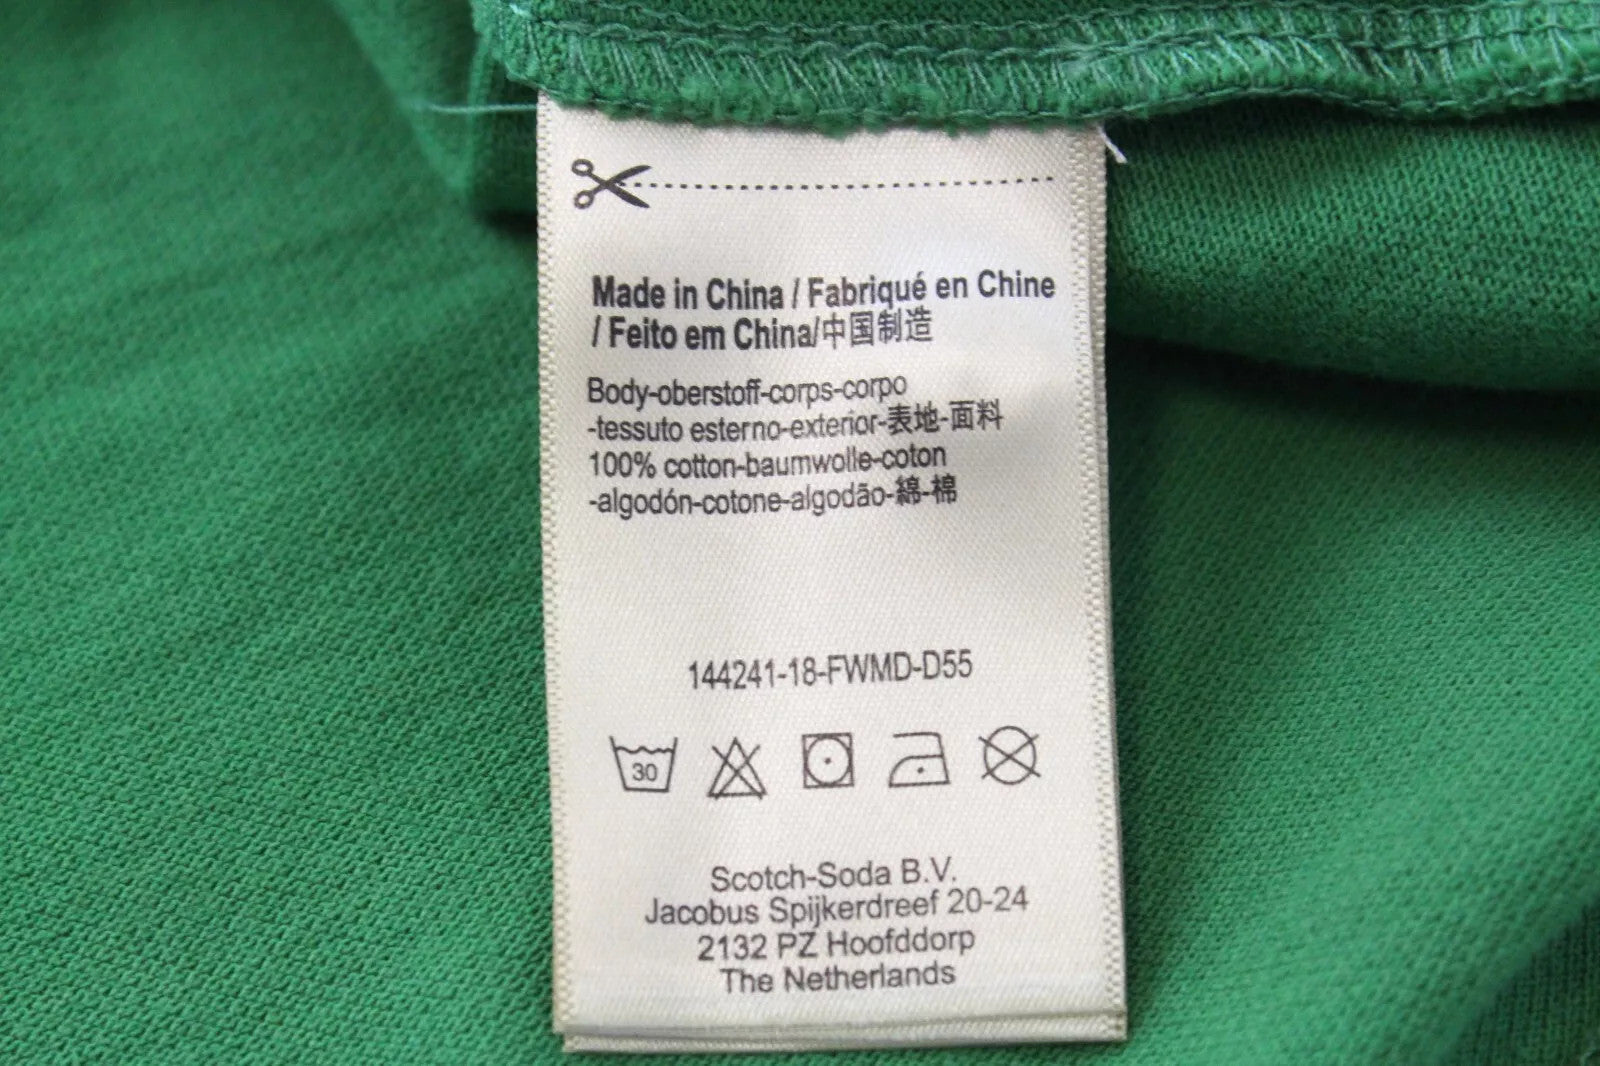 Made in China / Fabriqué en Chine
/ Feito em China/中国制造
Body-oberstoff-corps-corpo
-tessuto esterno-exterior-表地-面料
100% cotton-baumwolle-coton
-algodón-cotone-algodão-綿-棉
144241-18-FWMD-D55
30
Scotch-Soda B.V.
Jacobus Spijkerdreef 20-24
2132 PZ Hoofddorp
The Netherlands